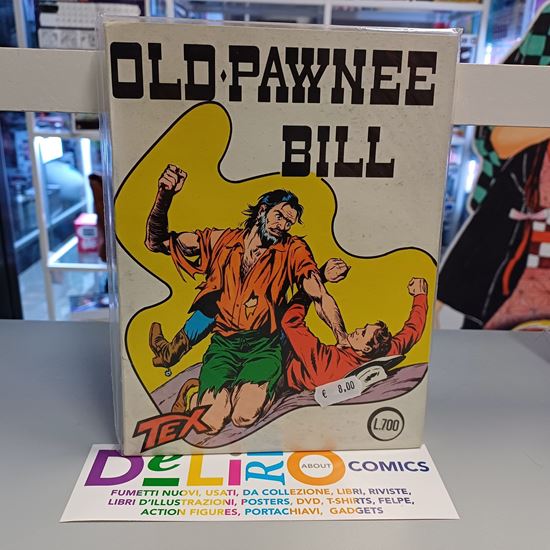 OLD·PAWNEE
BILL
€ 8,00
TEX
L.700
DeLiRiO
ABOUT
COMICS
FUMETTI NUOVI, USATI, DA COLLEZIONE, LIBRI, RIVISTE,
LIBRI D'ILLUSTRAZIONI, POSTERS, DVD, T-SHIRTS, FELPE,
ACTION FIGURES, PORTACHIAVI, GADGETS